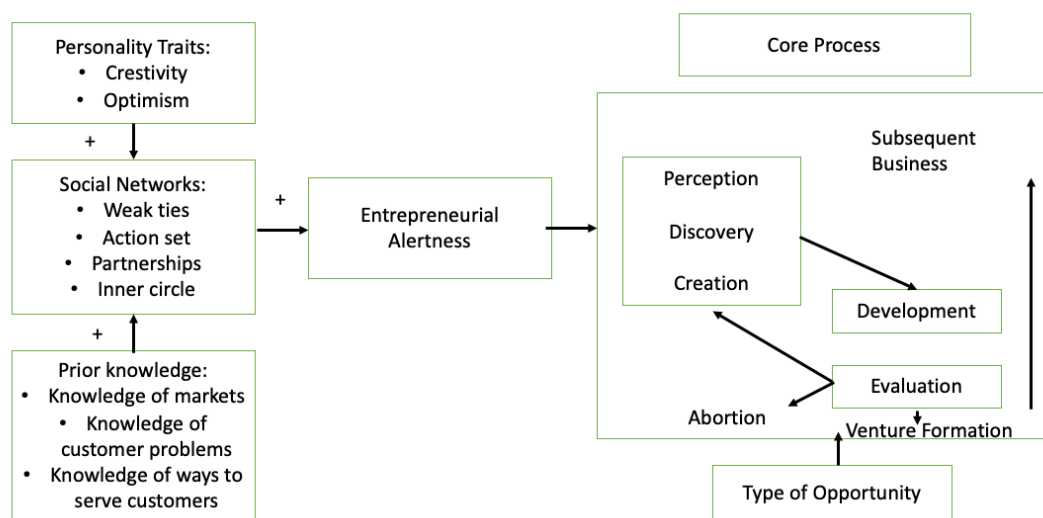 Personality Traits:
• Crestivity
• Optimism
+
Social Networks:
• Weak ties
• Action set
• Partnerships
• Inner circle
+
Prior knowledge:
• Knowledge of markets
• Knowledge of
customer problems
• Knowledge of ways to
serve customers
+
Entrepreneurial
Alertness
Core Process
Subsequent
Business
Perception
Discovery
Creation
Development
Evaluation
Abortion
Venture Formation
Type of Opportunity